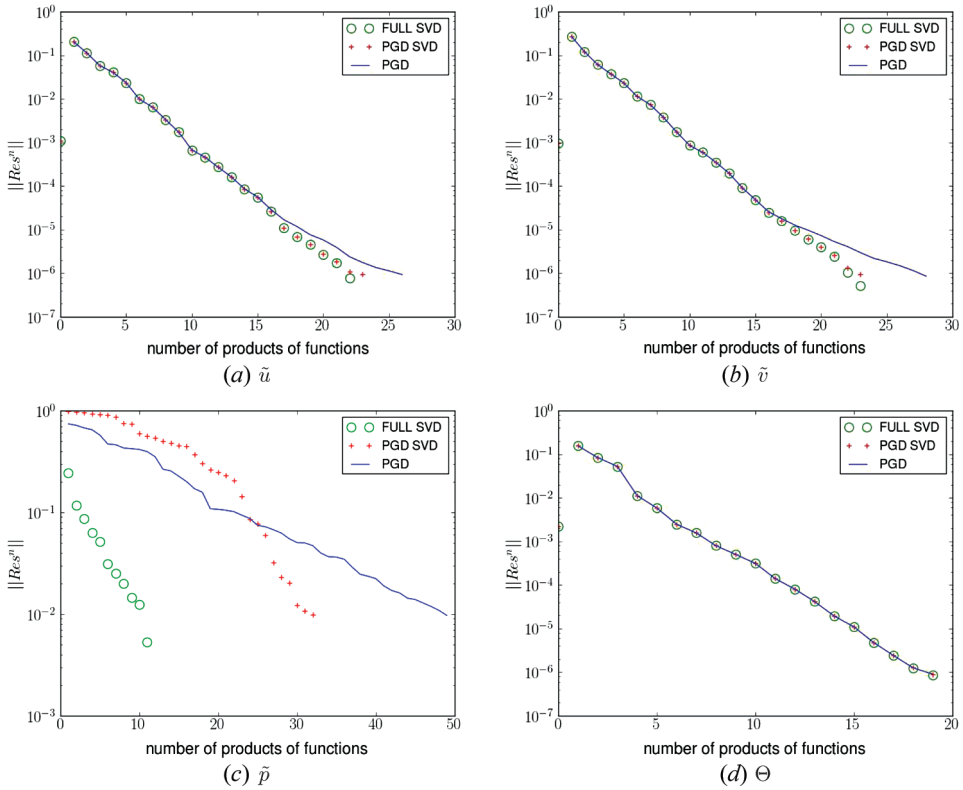 10^0
10^-1
10^-2
10^-3
10^-4
10^-5
10^-6
10^-7
||Res^n||
FULL SVD
PGD SVD
PGD
0 5 10 15 20 25 30
number of products of functions
(a) ũ
10^0
10^-1
10^-2
10^-3
10^-4
10^-5
10^-6
10^-7
||Res^n||
FULL SVD
PGD SVD
PGD
0 5 10 15 20 25 30
number of products of functions
(b) ṽ
10^0
10^-1
10^-2
10^-3
||Res^n||
FULL SVD
PGD SVD
PGD
0 10 20 30 40 50
number of products of functions
(c) p̃
10^0
10^-1
10^-2
10^-3
10^-4
10^-5
10^-6
10^-7
||Res^n||
FULL SVD
PGD SVD
PGD
0 5 10 15 20
number of products of functions
(d) Θ